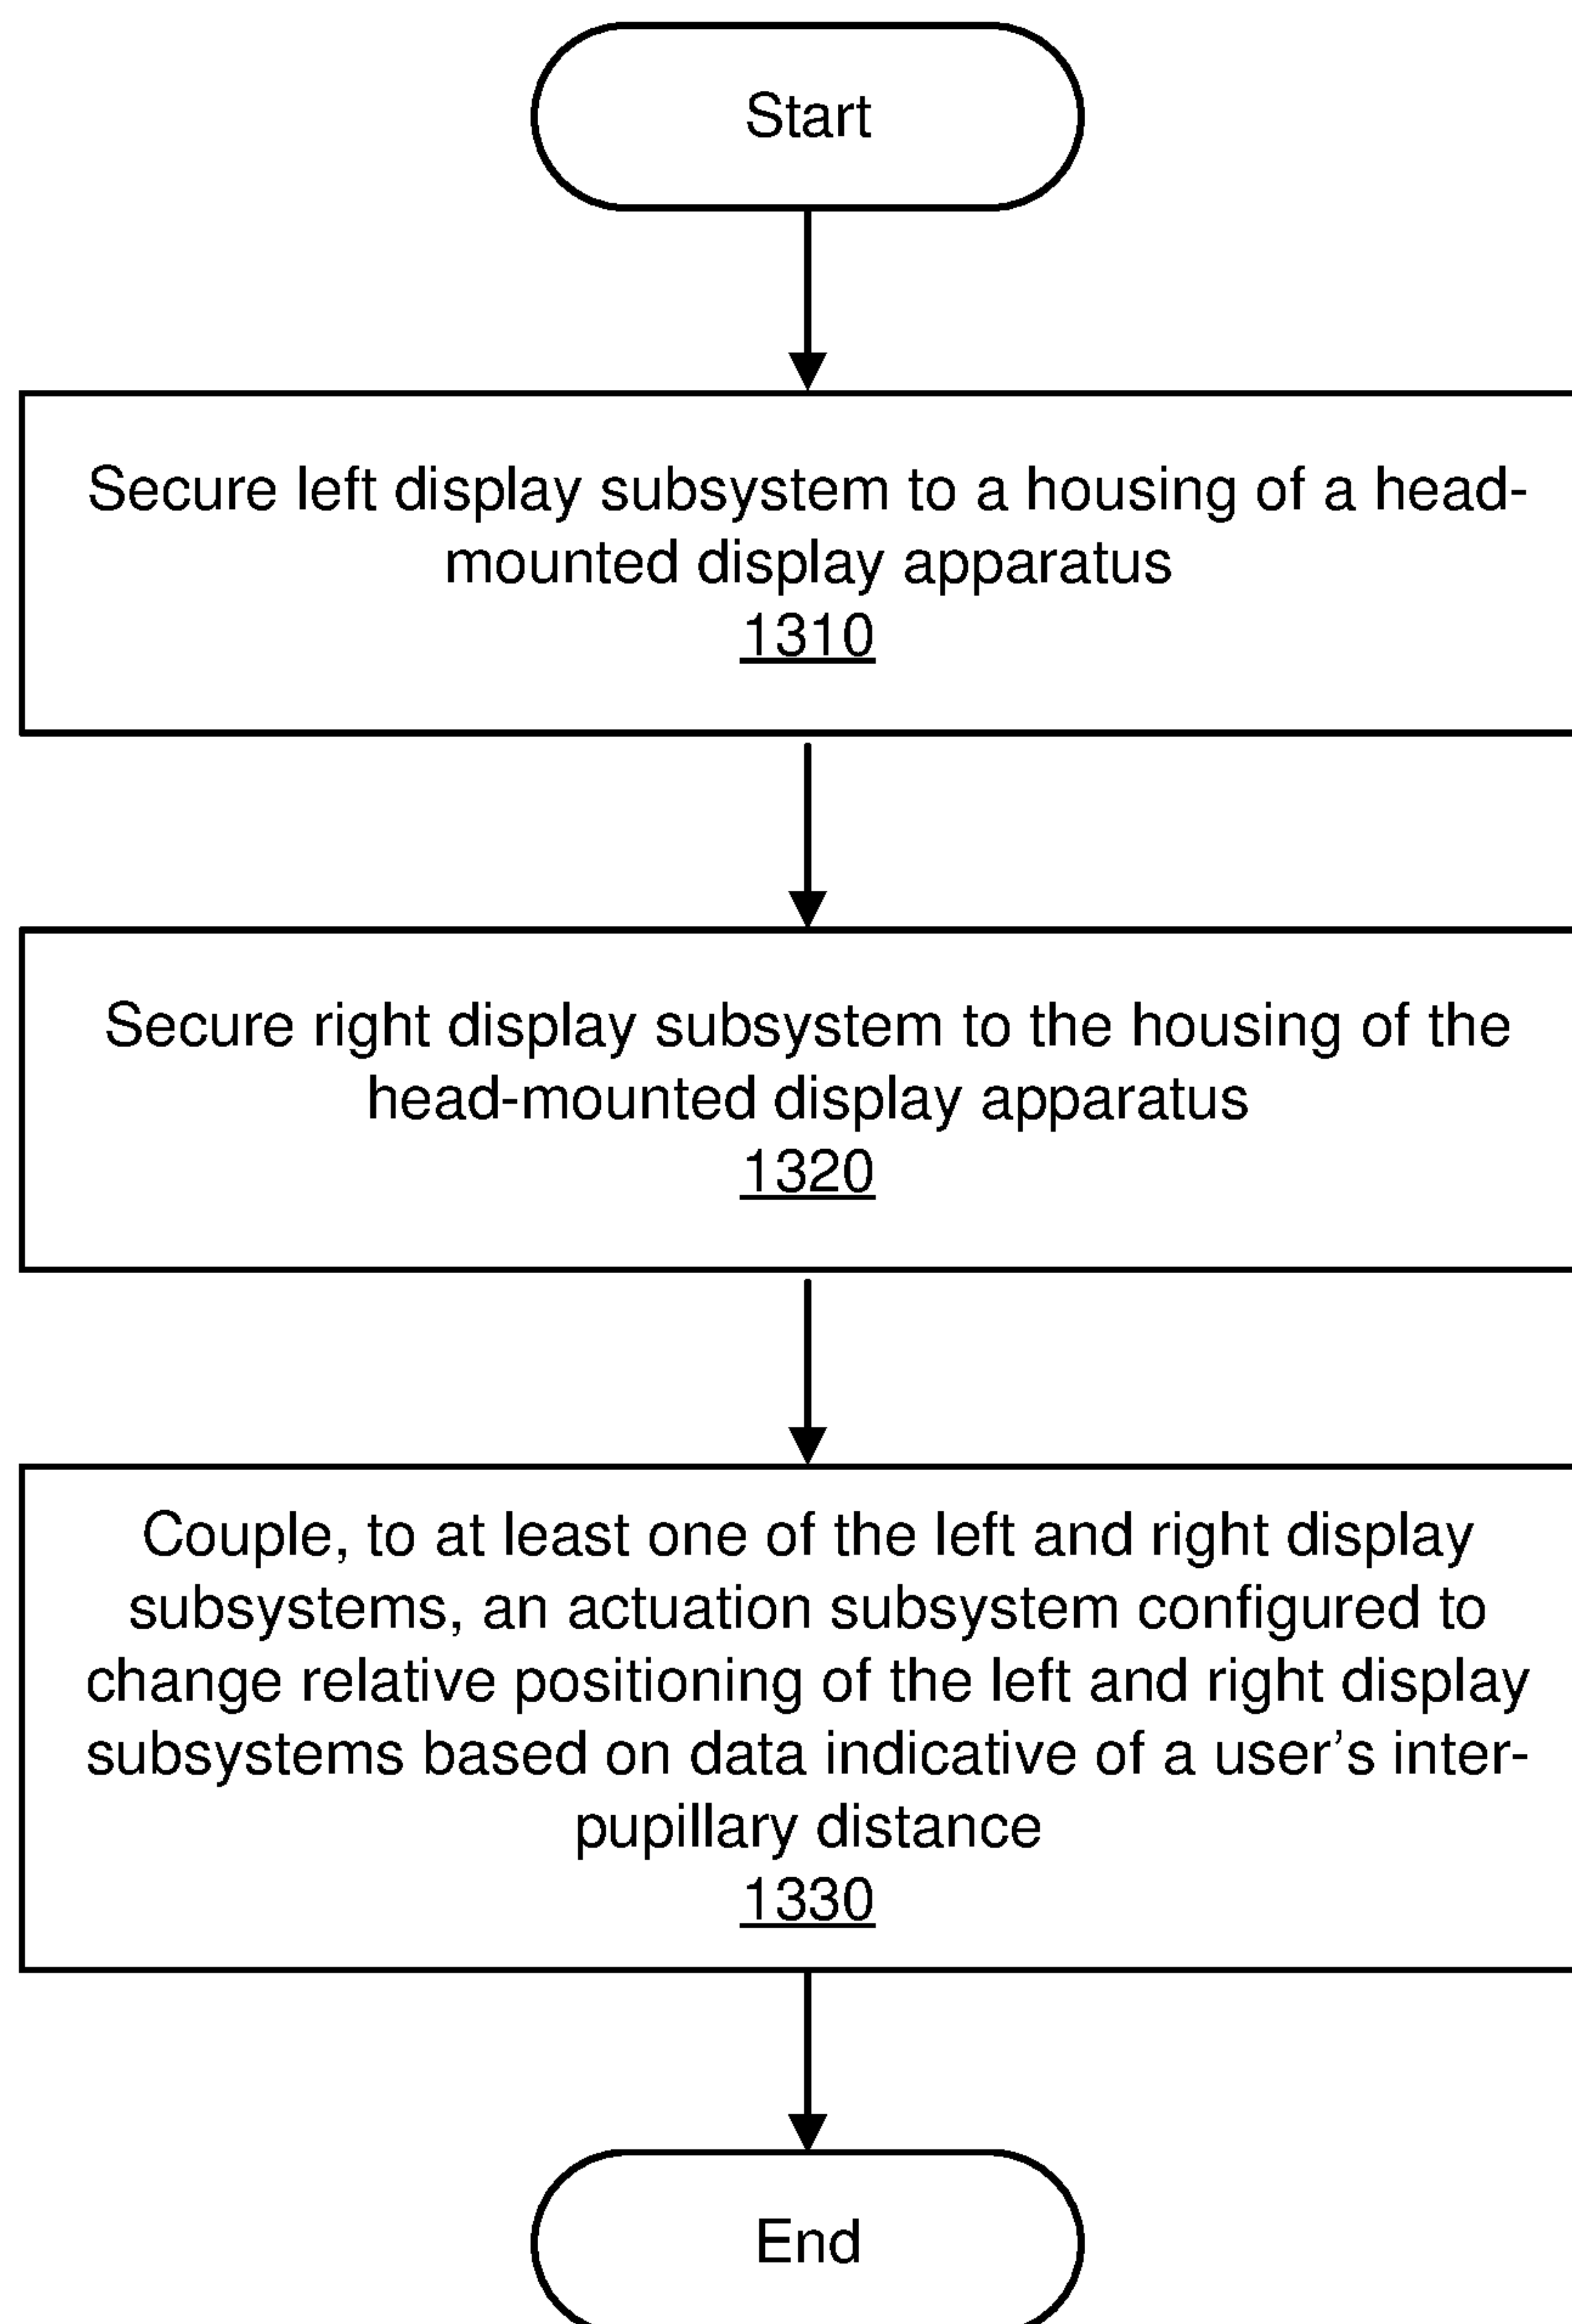 Start
Secure left display subsystem to a housing of a head-
mounted display apparatus
1310
Secure right display subsystem to the housing of the
head-mounted display apparatus
1320
Couple, to at least one of the left and right display
subsystems, an actuation subsystem configured to
change relative positioning of the left and right display
subsystems based on data indicative of a user’s inter-
pupillary distance
1330
End